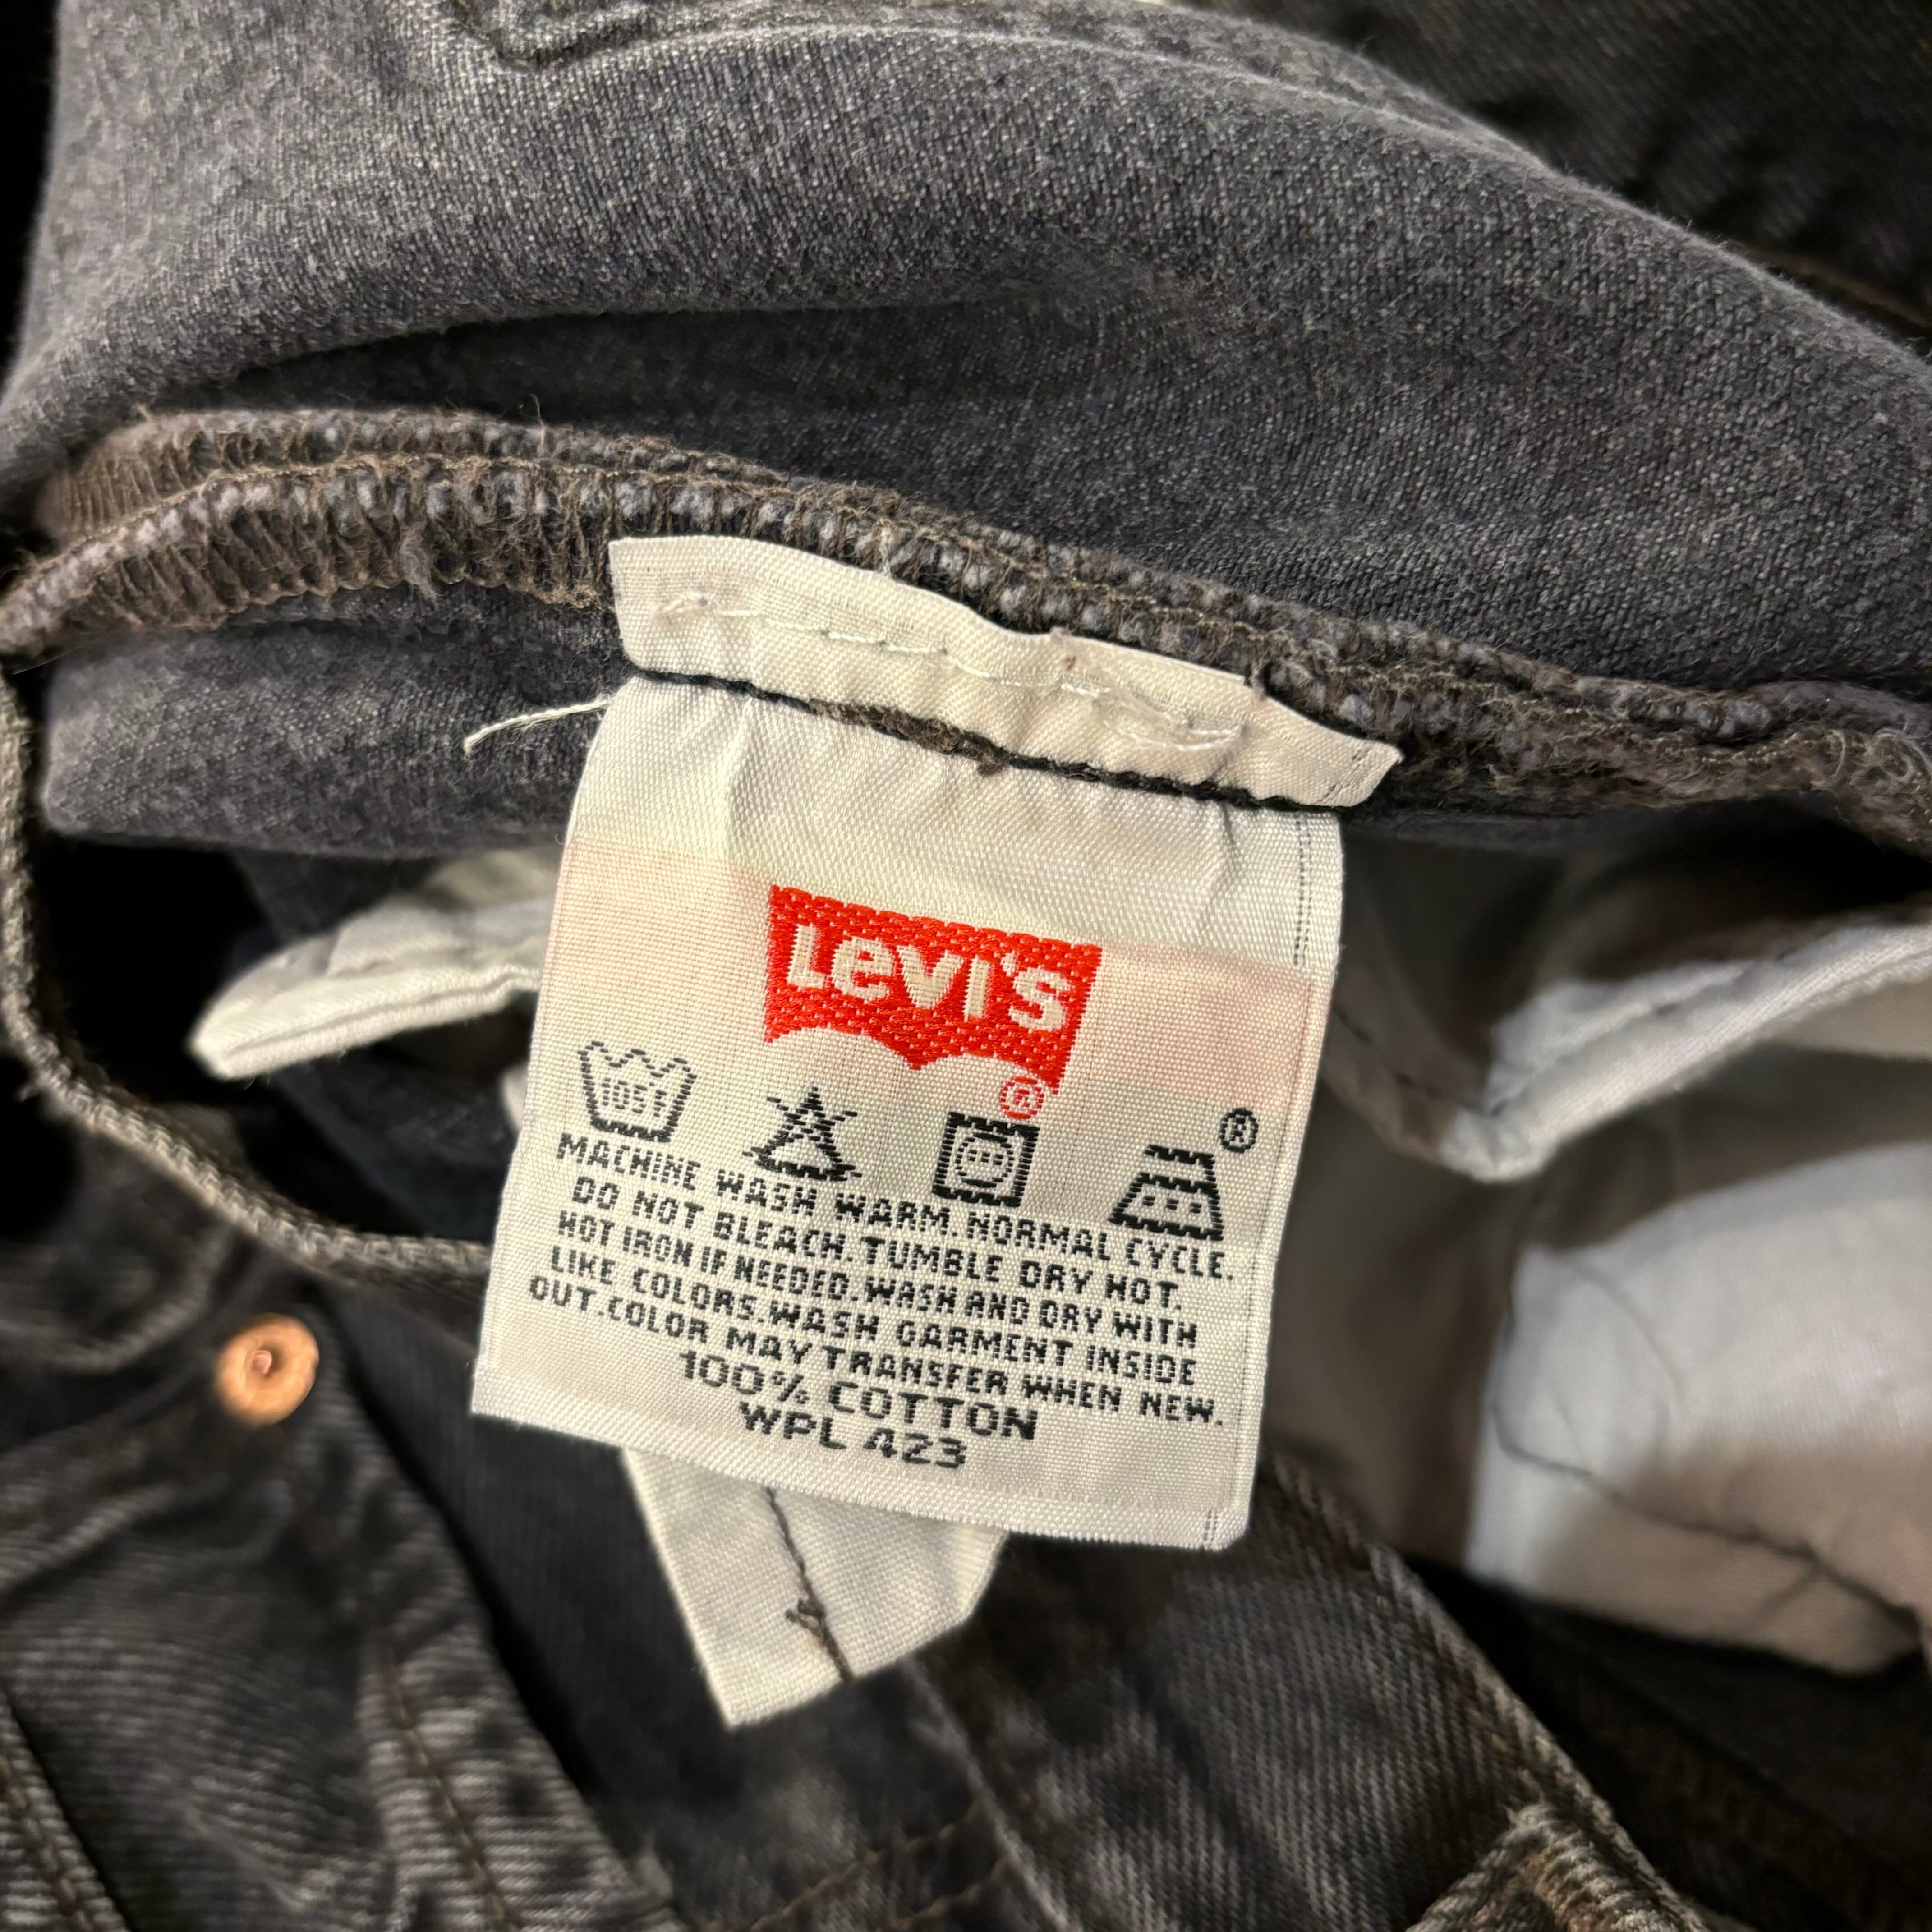 Levi's
®
105°F
®
MACHINE WASH WARM. NORMAL CYCLE.
DO NOT BLEACH. TUMBLE DRY HOT.
HOT IRON IF NEEDED. WASH AND DRY WITH
LIKE COLORS. WASH GARMENT INSIDE
OUT. COLOR MAY TRANSFER WHEN NEW.
100% COTTON
WPL 423